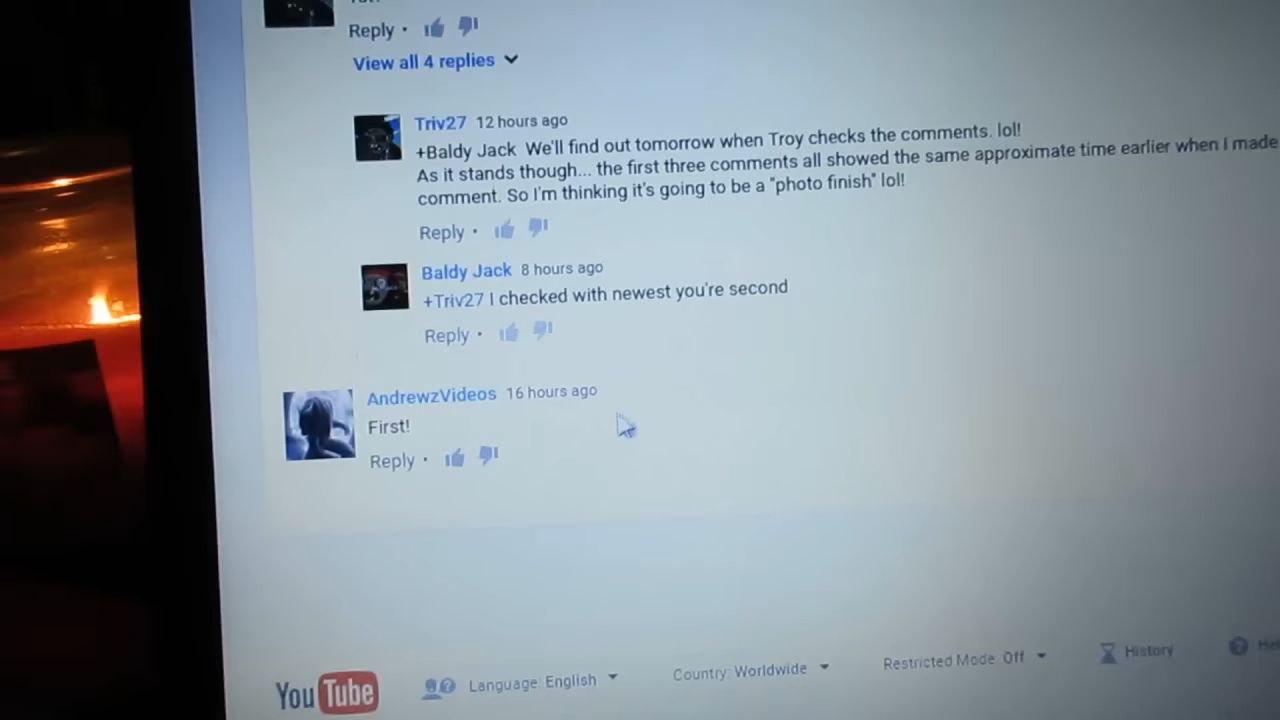 Reply •
View all 4 replies
Triv27 12 hours ago
+Baldy Jack We'll find out tomorrow when Troy checks the comments. lol!
As it stands though... the first three comments all showed the same approximate time earlier when I made
comment. So I'm thinking it's going to be a "photo finish" lol!
Reply •
Baldy Jack 8 hours ago
+Triv27 I checked with newest you're second
Reply •
AndrewzVideos 16 hours ago
First!
Reply •
YouTube Language: English Country: Worldwide Restricted Mode: Off History